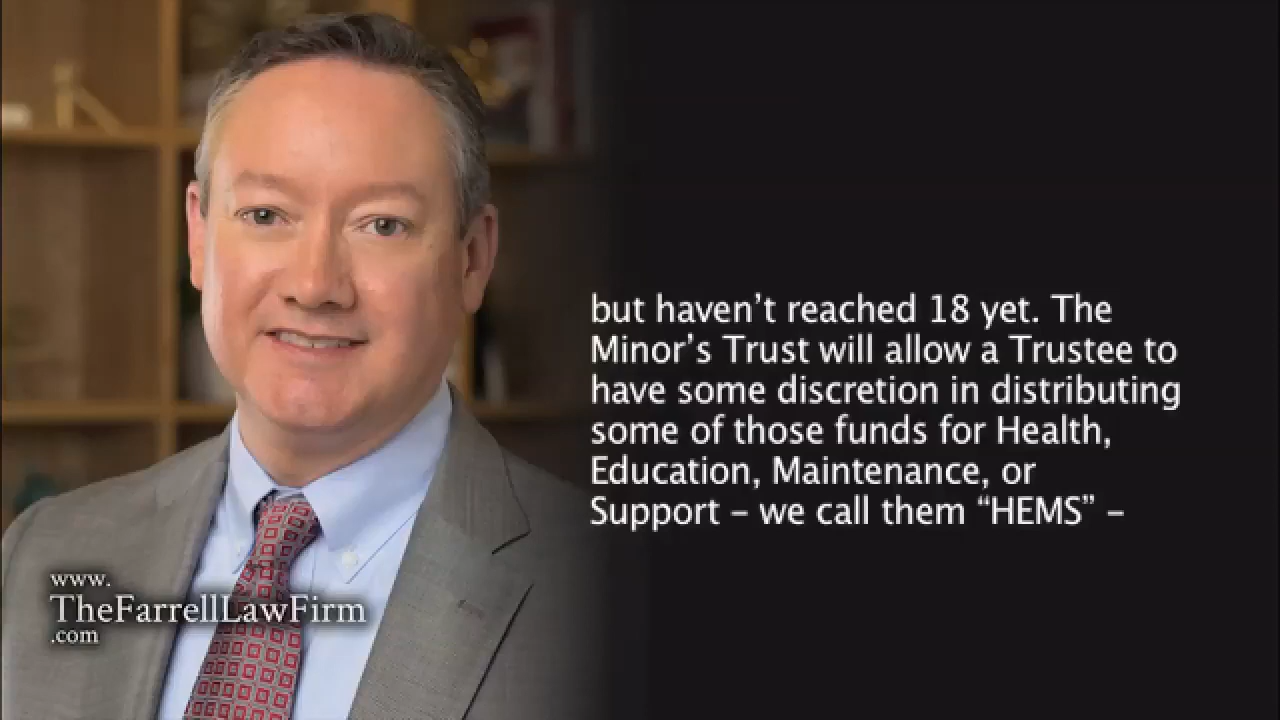 but haven’t reached 18 yet. The
Minor’s Trust will allow a Trustee to
have some discretion in distributing
some of those funds for Health,
Education, Maintenance, or
Support – we call them “HEMS” –
www.
TheFarrellLawFirm
.com